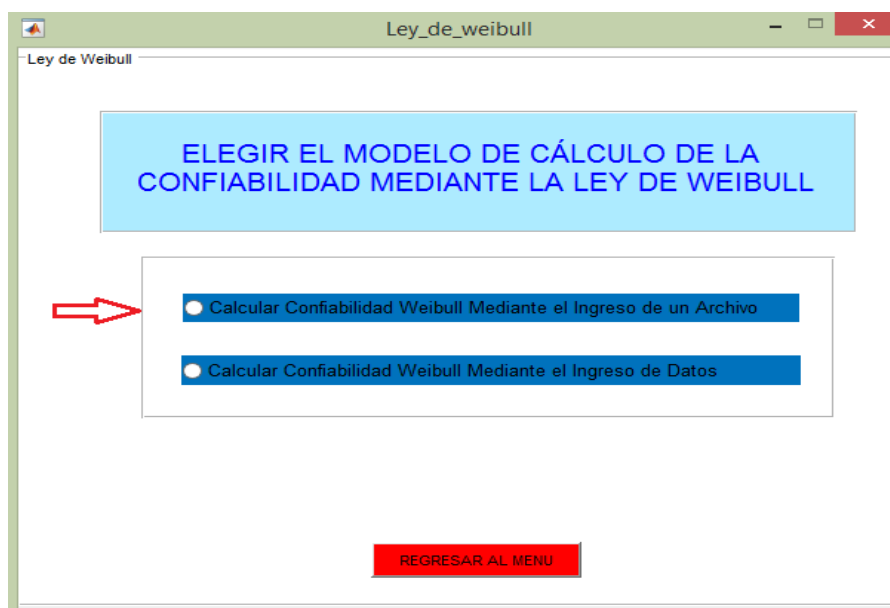 Ley_de_weibull
Ley de Weibull
ELEGIR EL MODELO DE CÁLCULO DE LA
CONFIABILIDAD MEDIANTE LA LEY DE WEIBULL
Calcular Confiabilidad Weibull Mediante el Ingreso de un Archivo
Calcular Confiabilidad Weibull Mediante el Ingreso de Datos
REGRESAR AL MENU